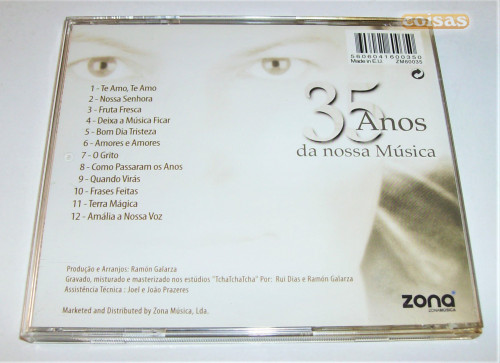 coisas
5606041600350
Made in E.U. ZM60035
35
Anos
da nossa Música
1 - Te Amo, Te Amo
2 - Nossa Senhora
3 - Fruta Fresca
4 - Deixa a Música Ficar
5 - Bom Dia Tristeza
6 - Amores e Amores
7 - O Grito
8 - Como Passaram os Anos
9 - Quando Virás
10 - Frases Feitas
11 - Terra Mágica
12 - Amália a Nossa Voz
Produção e Arranjos: Ramón Galarza
Gravado, misturado e masterizado nos estúdios "TchaTchaTcha" Por: Rui Dias e Ramón Galarza
Assistência Técnica : Joel e João Prazeres
Marketed and Distributed by Zona Música, Lda.
zona
ZONAMÚSICA